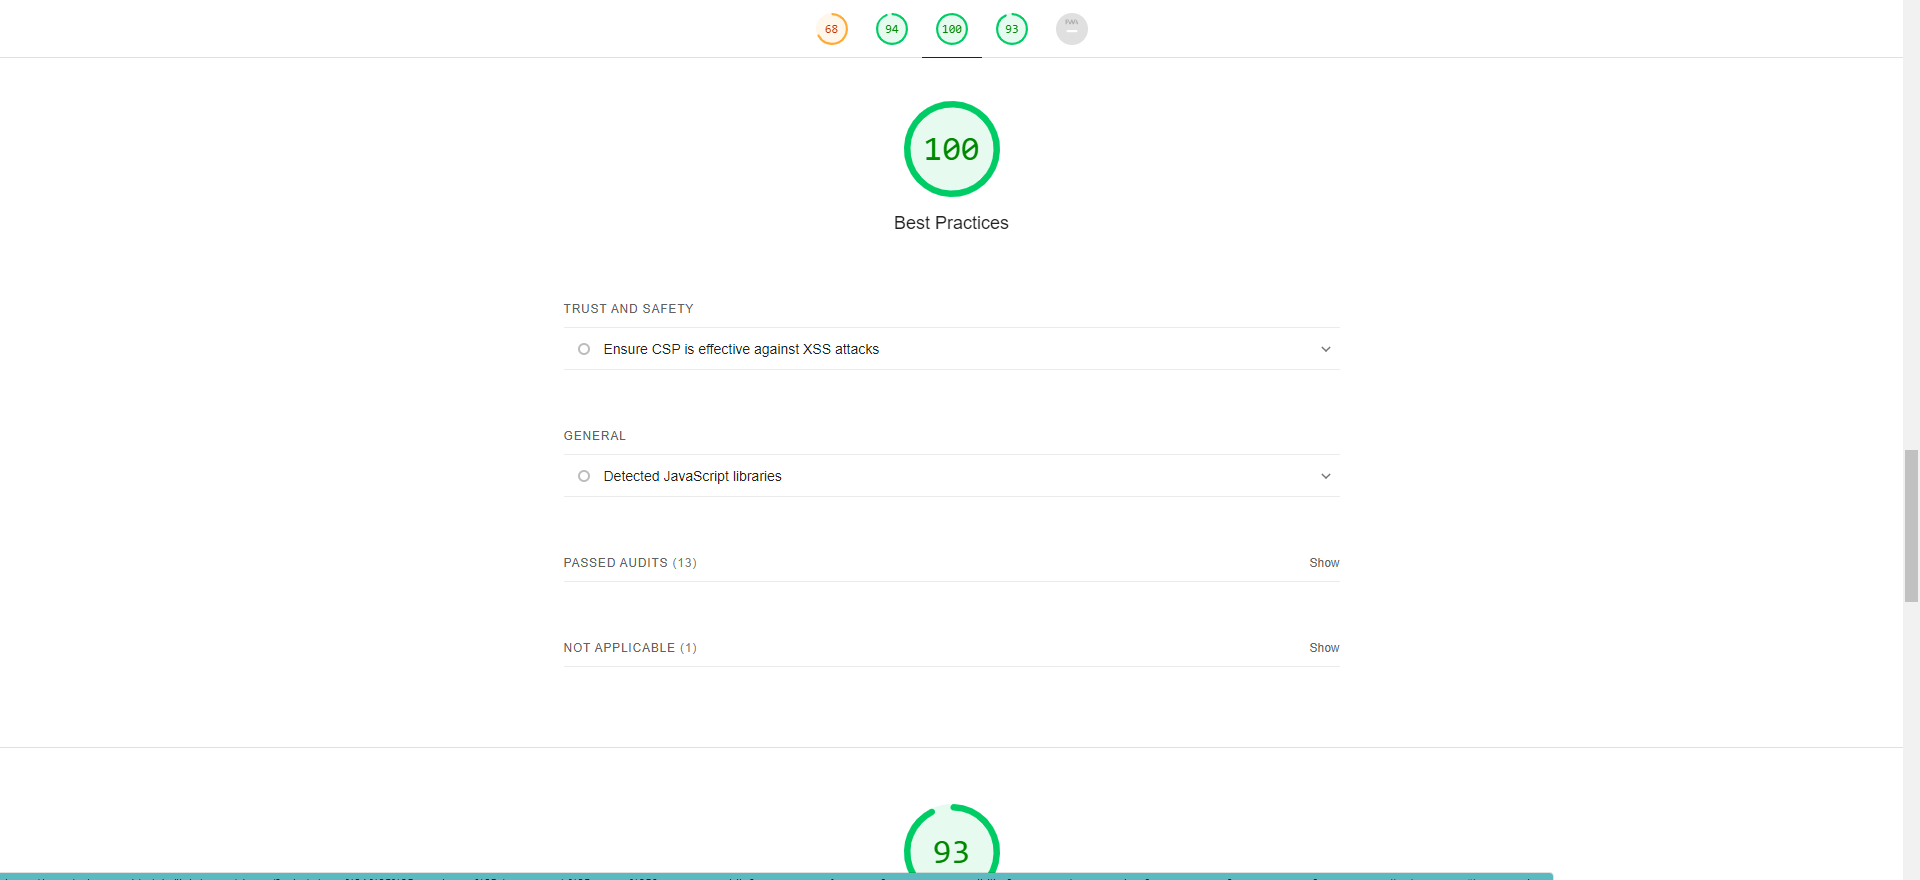 68
94
100
93
PWA
100
Best Practices
TRUST AND SAFETY
Ensure CSP is effective against XSS attacks
GENERAL
Detected JavaScript libraries
PASSED AUDITS (13) Show
NOT APPLICABLE (1) Show
93